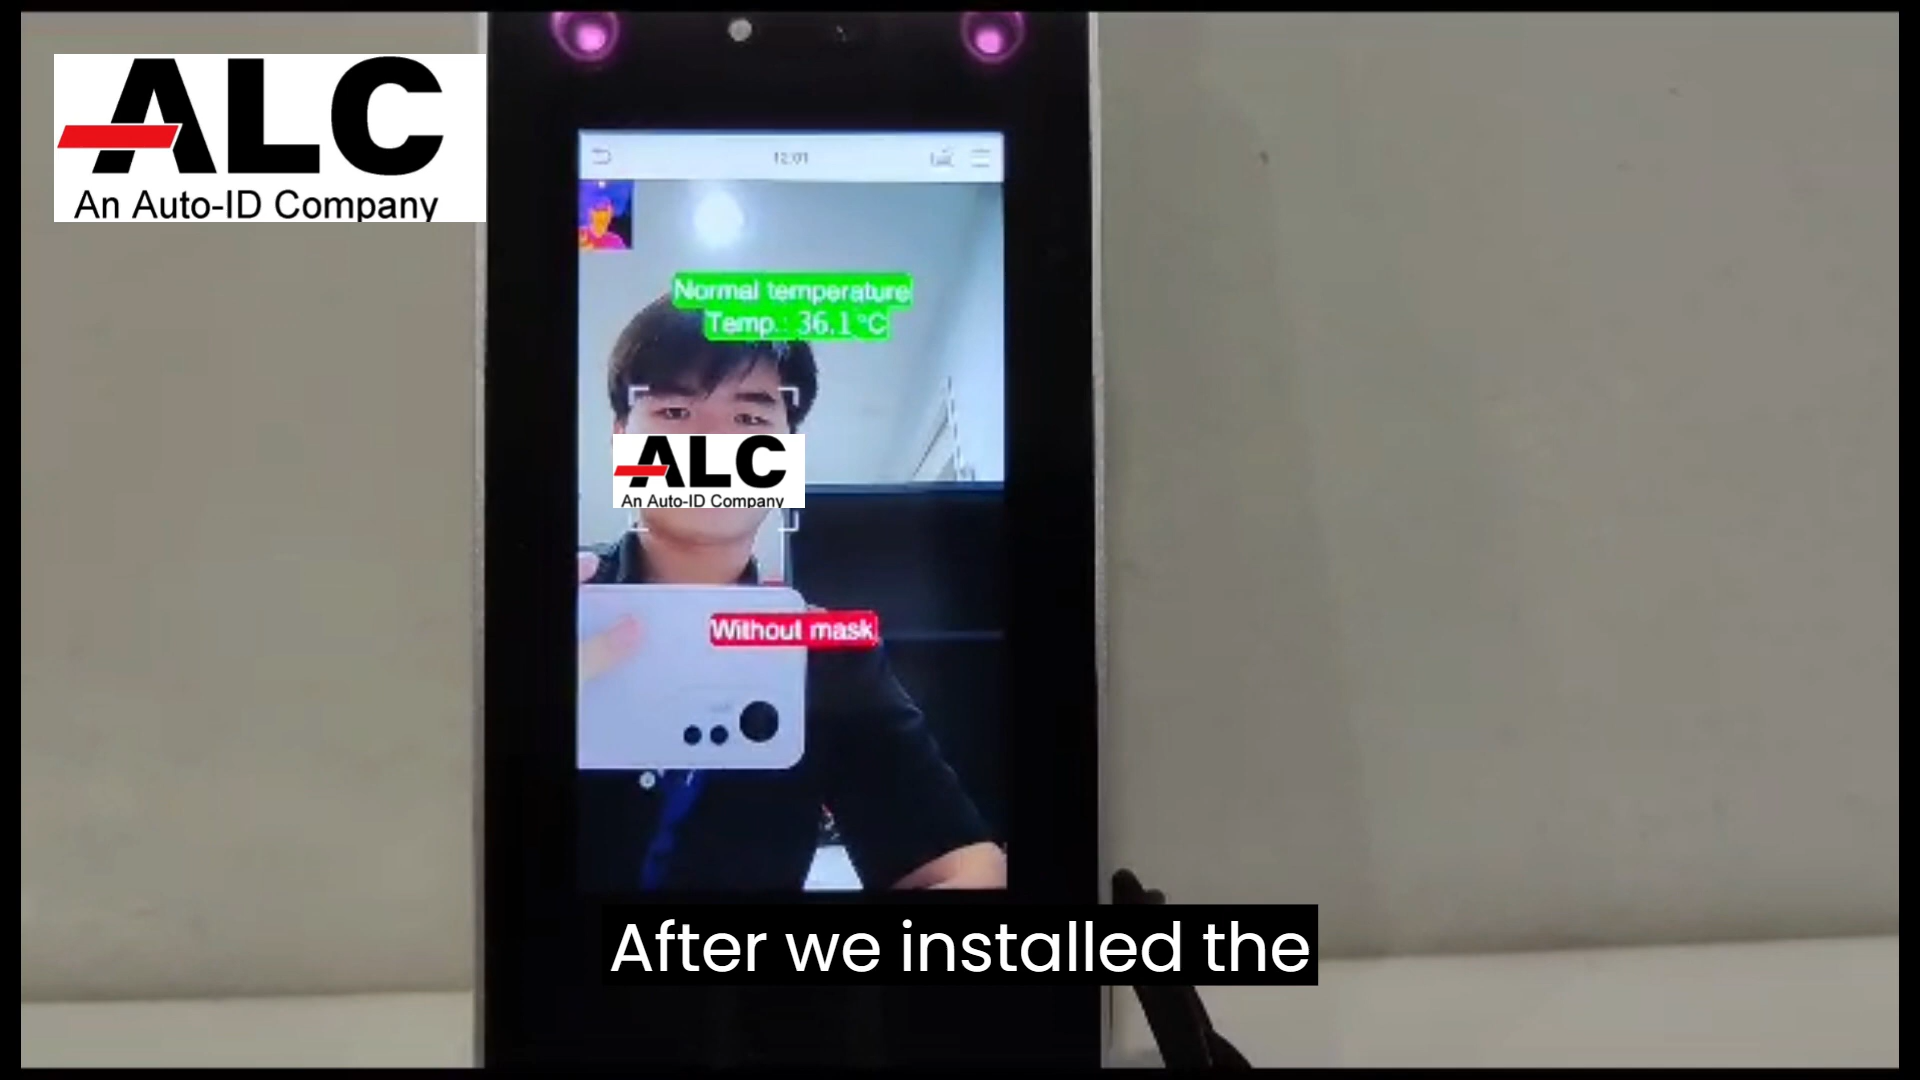 ALC
An Auto-ID Company
12:01
Normal temperature
Temp.: 36.1°C
ALC
An Auto-ID Company
Without mask
After we installed the